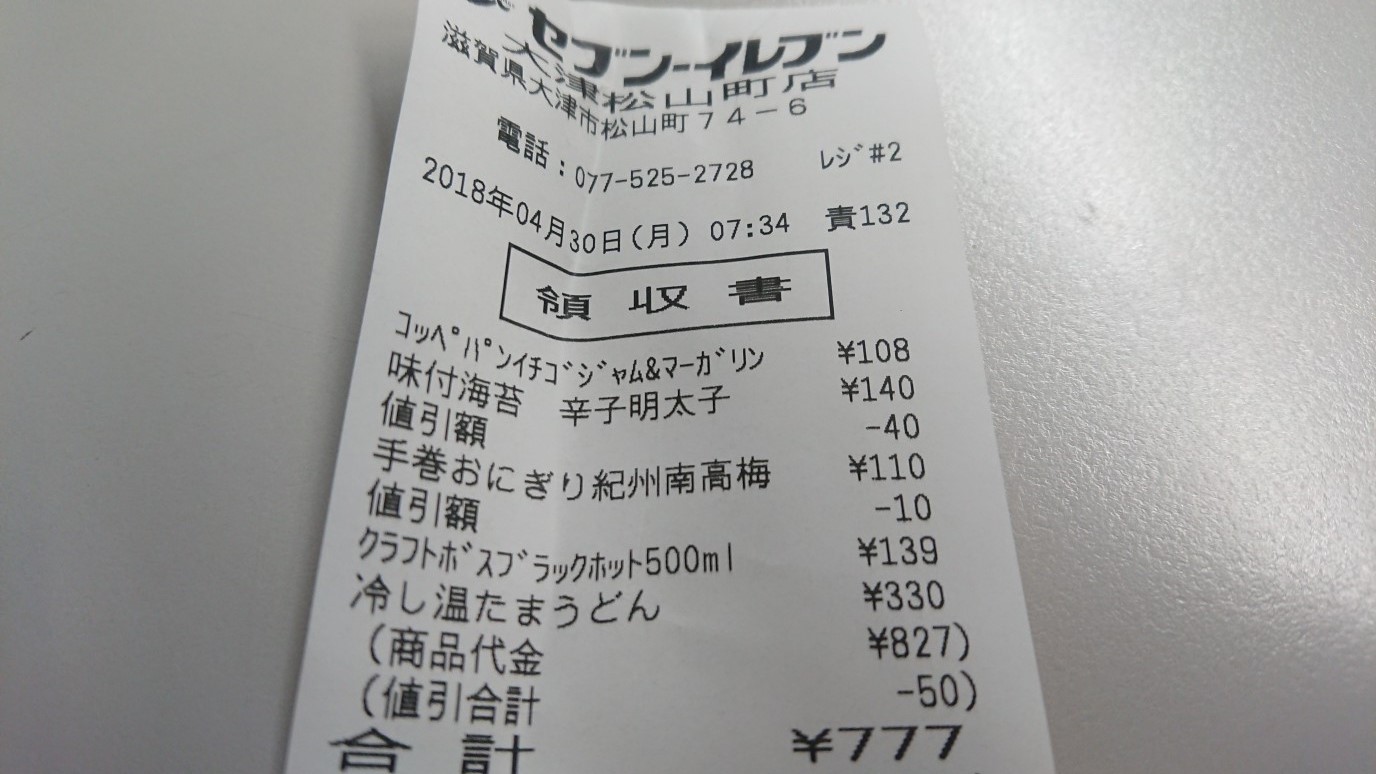 セブン-イレブン
大津松山町店
滋賀県大津市松山町74-6
電話:077-525-2728 レジ#2
2018年04月30日(月) 07:34 責132
領収書
コッペパンイチゴジャム&マーガリン ¥108
味付海苔 辛子明太子 ¥140
値引額 -40
手巻おにぎり紀州南高梅 ¥110
値引額 -10
クラフトボスブラックホット500ml ¥139
冷し温たまうどん ¥330
(商品代金 ¥827)
(値引合計 -50)
合計 ¥777